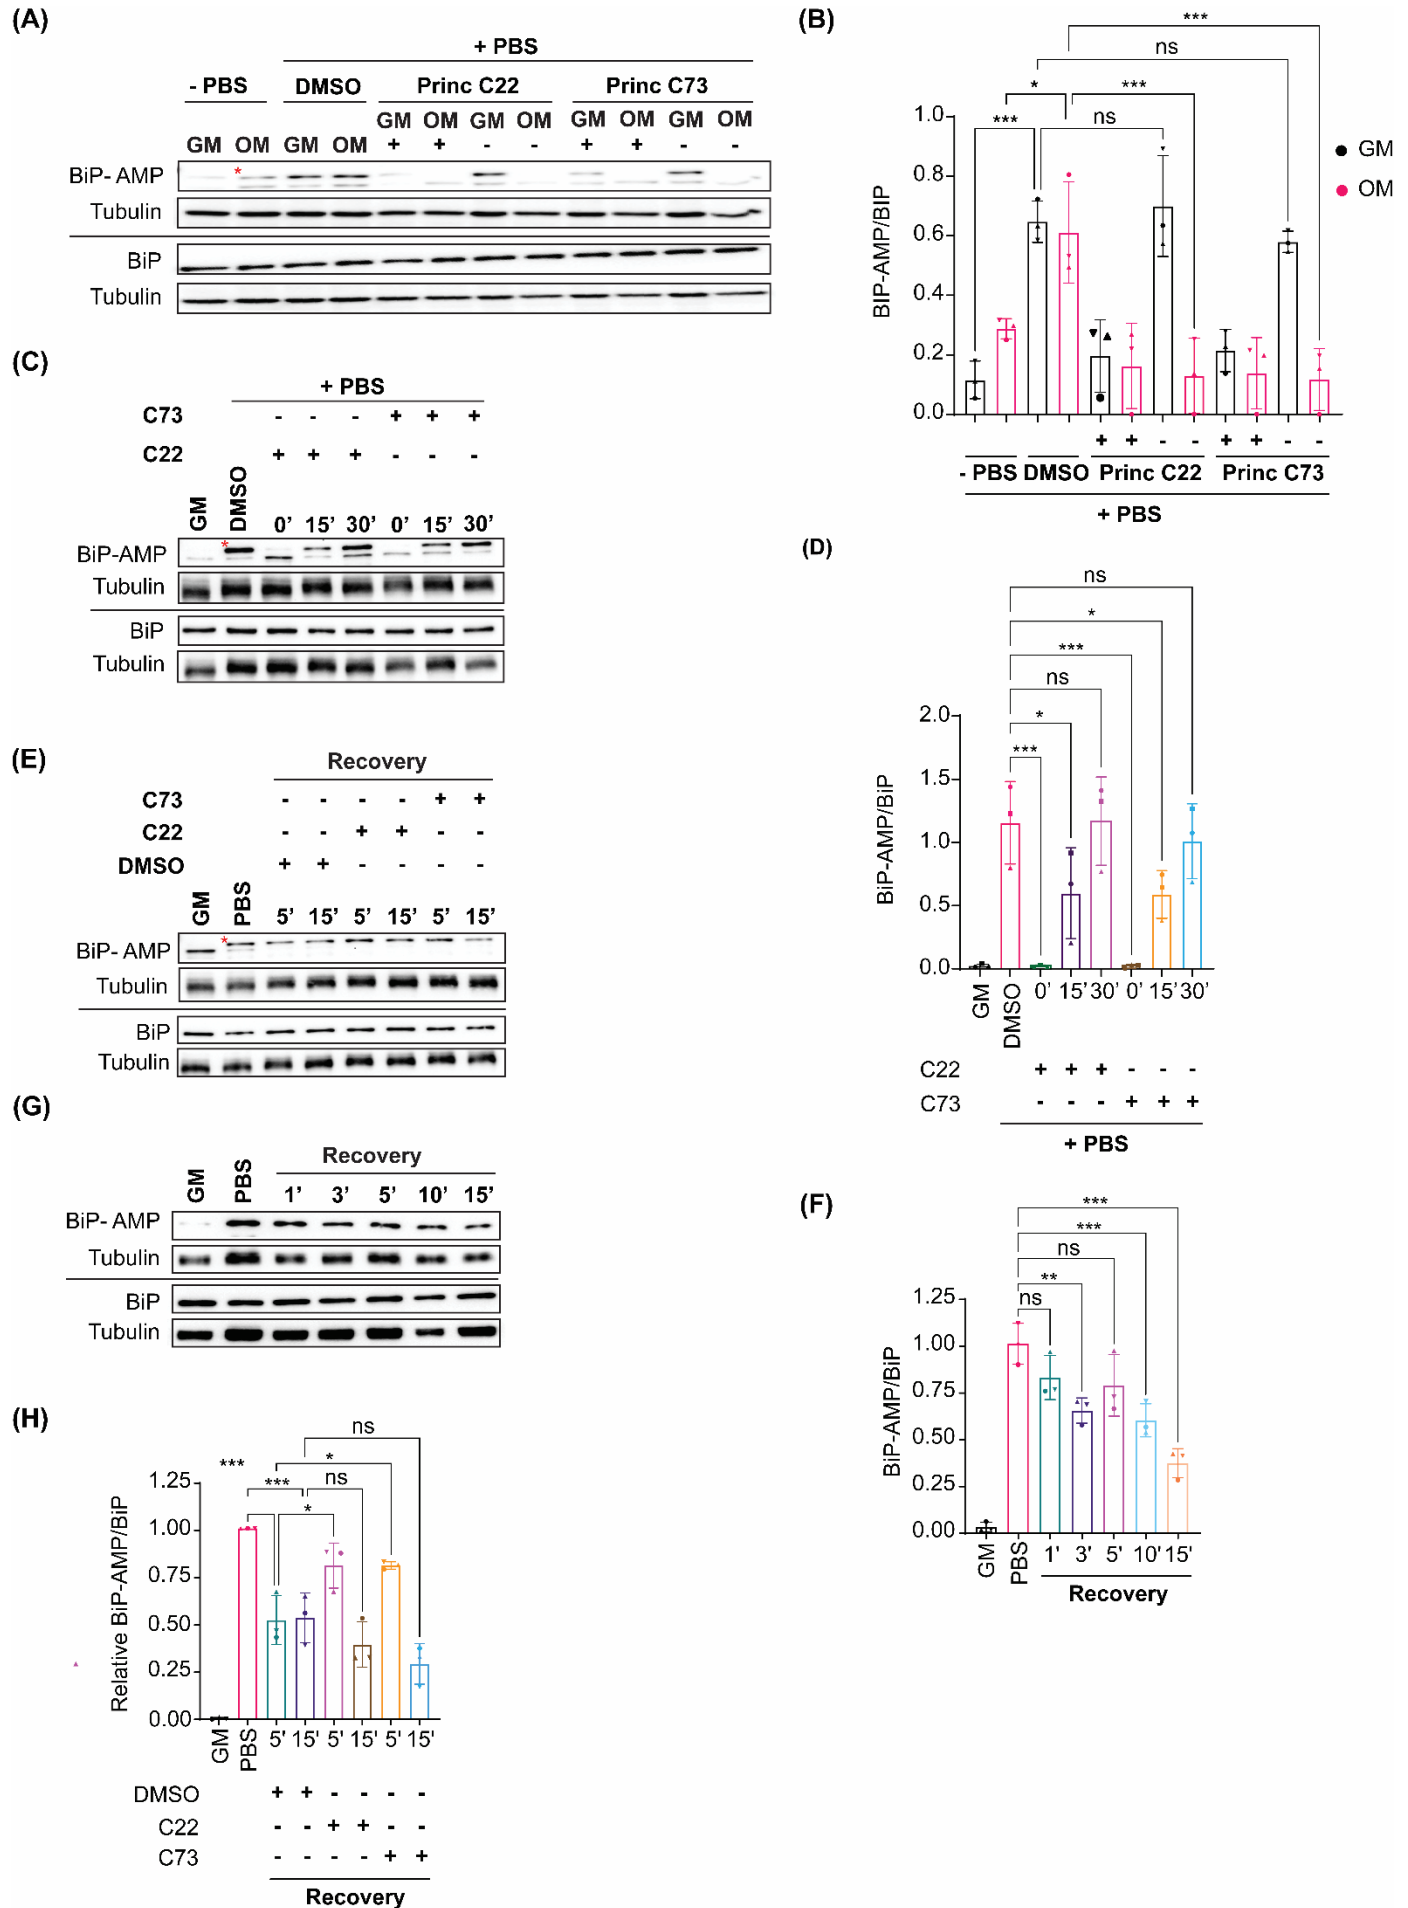 (A)
+ PBS
- PBS DMSO Princ C22 Princ C73
GM OM GM OM GM OM GM OM GM OM GM OM
+ + - - + + - -
BiP- AMP
*
Tubulin
BiP
Tubulin
(B)
***
ns
* ***
*** ns
1.0
0.8
0.6
0.4
0.2
0.0
BIP-AMP/BIP
GM
OM
+ + - - + + - -
- PBS DMSO Princ C22 Princ C73
+ PBS
(C)
+ PBS
C73 - - - + + +
C22 + + + - - -
GM DMSO 0' 15' 30' 0' 15' 30'
BiP-AMP
*
Tubulin
BiP
Tubulin
(D)
ns
*
***
ns
*
***
2.0
1.5
1.0
0.5
0.0
BiP-AMP/BiP
GM DMSO 0' 15' 30' 0' 15' 30'
C22 + + + - - -
C73 - - - + + +
+ PBS
(E)
Recovery
C73 - - - - + +
C22 - - + + - -
DMSO + + - - - -
GM PBS 5' 15' 5' 15' 5' 15'
BiP- AMP
*
Tubulin
BiP
Tubulin
(G)
Recovery
GM PBS 1' 3' 5' 10' 15'
BiP- AMP
Tubulin
BiP
Tubulin
(F)
***
***
ns
**
ns
1.25
1.00
0.75
0.50
0.25
0.00
BiP-AMP/BiP
GM PBS 1' 3' 5' 10' 15'
Recovery
(H)
ns
*** *
*** ns
*
1.25
1.00
0.75
0.50
0.25
0.00
Relative BiP-AMP/BiP
GM PBS 5' 15' 5' 15' 5' 15'
DMSO + + - - - -
C22 - - + + - -
C73 - - - - + +
Recovery